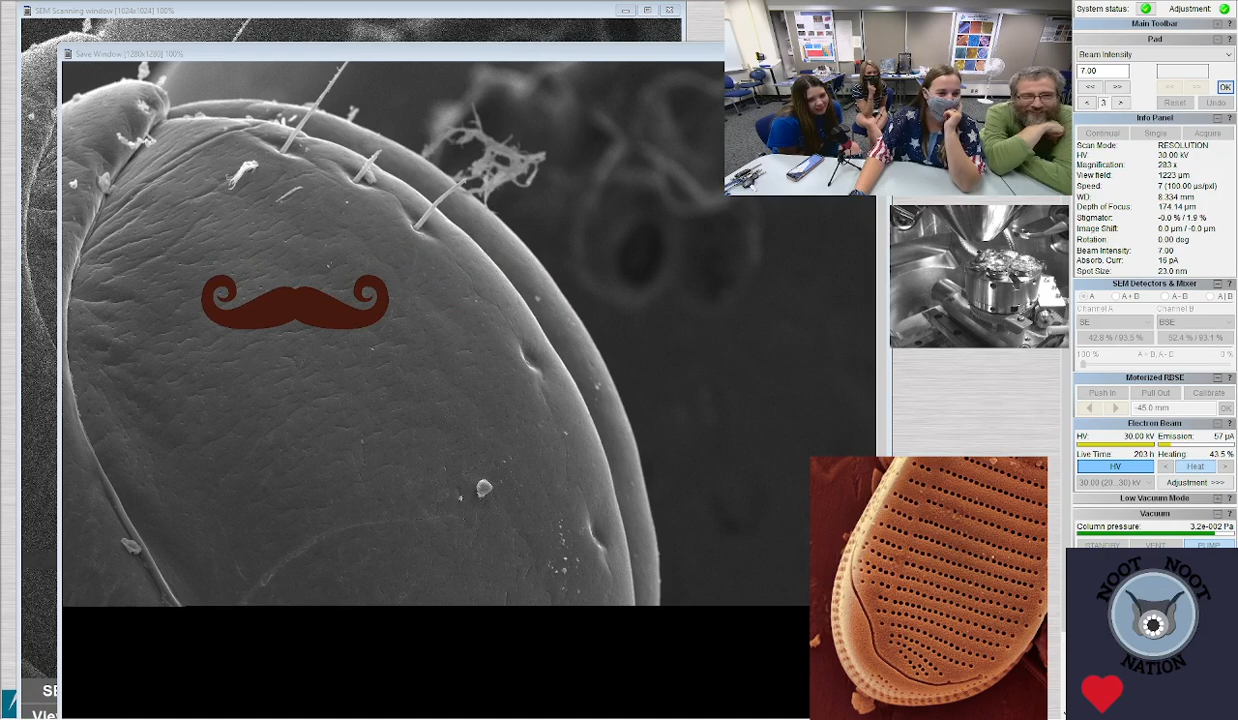 SEM Scanning window [1024x1024] 100%
Save Window [1280x1280] 100%
System status: Adjustment:
Main Toolbar ?
Pad ?
Beam Intensity
7.00
<< >> << >> OK
< 3 > Reset Undo
Info Panel ?
Continual Single Acquire
Scan Mode: RESOLUTION
HV: 30.00 kV
Magnification: 283 x
View field: 1223 µm
Speed: 7 (100.00 µs/pxl)
WD: 8.334 mm
Depth of Focus: 174.14 µm
Stigmator: -0.0 % / 1.9 %
Image Shift: 0.0 µm / -0.0 µm
Rotation: 0.00 deg
Beam Intensity: 7.00
Absorb. Curr: 16 pA
Spot Size: 23.0 nm
SEM Detectors & Mixer ?
A A+B A-B A|B
Channel A Channel B
SE BSE
42.8 % / 93.5 % 52.4 % / 93.1 %
100 % A+B, A-B 0 %
Motorized RBSE ?
Push In Pull Out Calibrate
-45.0 mm OK
Electron Beam ?
HV: 30.00 kV Emission: 57 µA
Live Time: 203 h Heating: 43.5 %
HV < Heat >
30.00 (20...30) kV Adjustment >>>
Low Vacuum Mode ?
Vacuum ?
Column pressure: 3.2e-002 Pa
STANDBY VENT PUMP
NOOT NOOT
NATION
SE
View